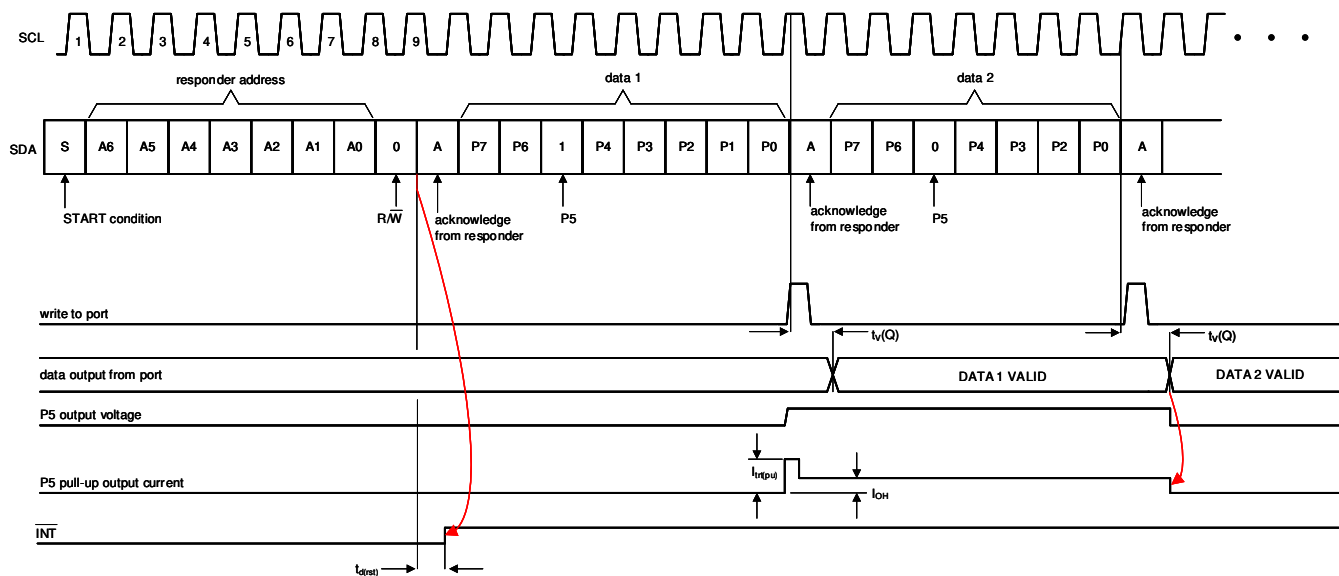 SCL 1 2 3 4 5 6 7 8 9
responder address data 1 data 2
SDA S A6 A5 A4 A3 A2 A1 A0 0 A P7 P6 1 P4 P3 P2 P1 P0 A P7 P6 0 P4 P3 P2 P0 A
START condition
R/W̅
acknowledge
from responder
P5
acknowledge
from responder
P5
acknowledge
from responder
write to port
tv(Q)
tv(Q)
data output from port
DATA 1 VALID
DATA 2 VALID
P5 output voltage
P5 pull-up output current
Itrt(pu)
IOH
I̅N̅T̅
td(rst)